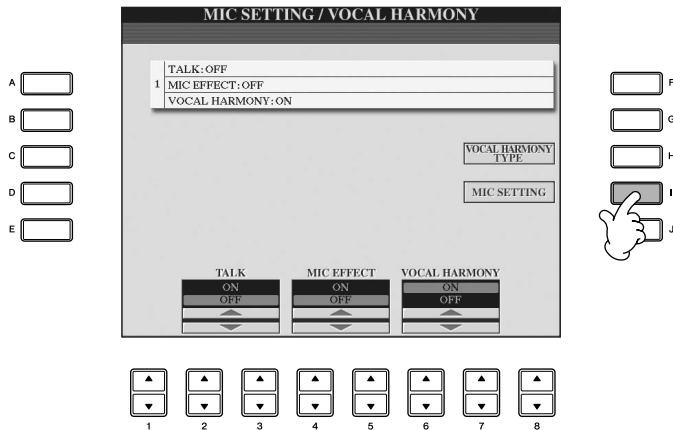 MIC SETTING / VOCAL HARMONY
TALK:OFF
1 MIC EFFECT:OFF
VOCAL HARMONY:ON
A
B
C
D
E
F
G
H
I
J
VOCAL HARMONY
TYPE
MIC SETTING
TALK MIC EFFECT VOCAL HARMONY
ON ON ON
OFF OFF OFF
1 2 3 4 5 6 7 8